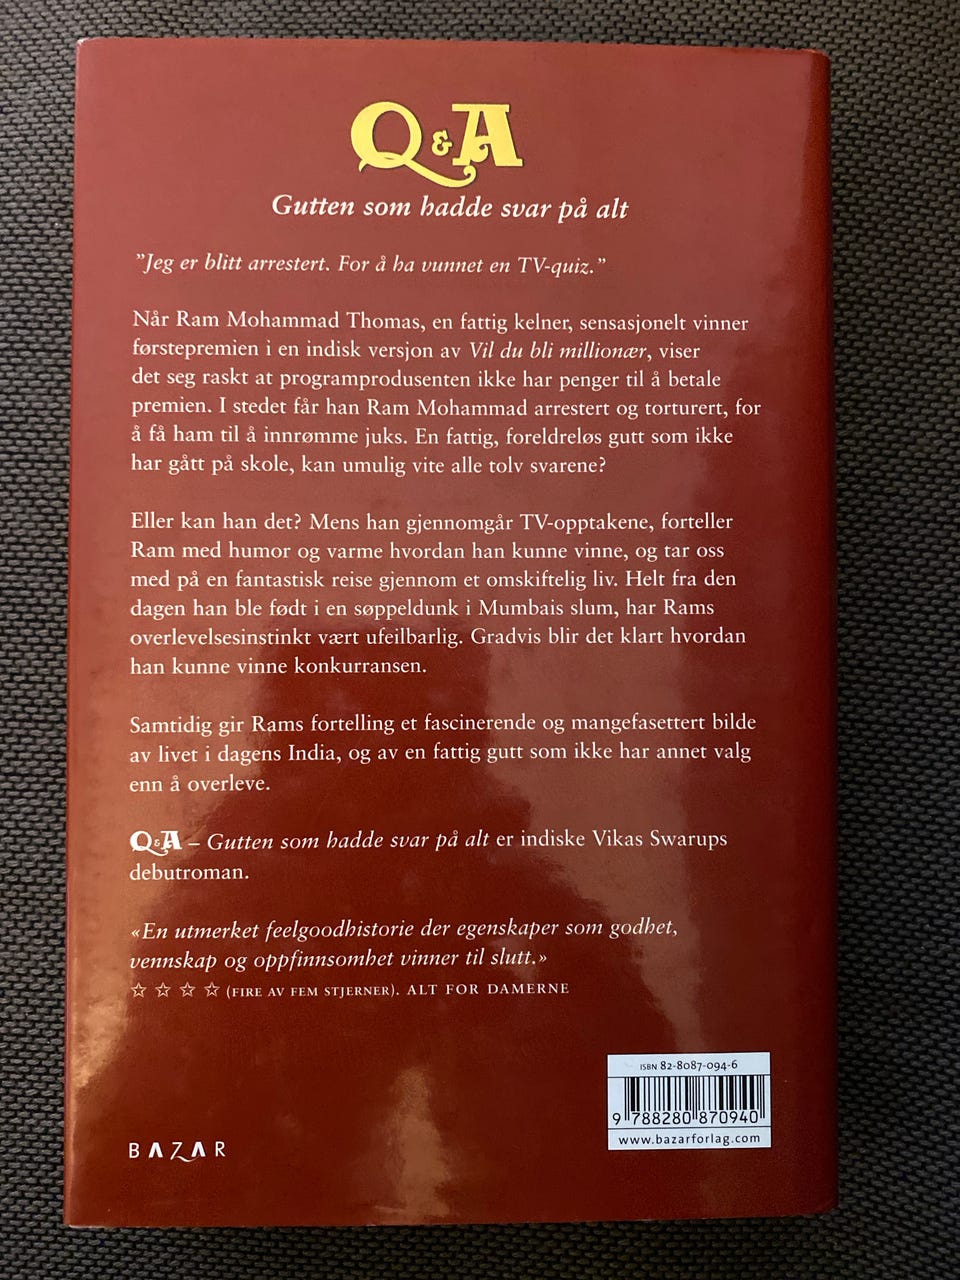 Q&A
Gutten som hadde svar på alt
”Jeg er blitt arrestert. For å ha vunnet en TV-quiz.”
Når Ram Mohammad Thomas, en fattig kelner, sensasjonelt vinner
førstepremien i en indisk versjon av Vil du bli millionær, viser
det seg raskt at programprodusenten ikke har penger til å betale
premien. I stedet får han Ram Mohammad arrestert og torturert, for
å få ham til å innrømme juks. En fattig, foreldreløs gutt som ikke
har gått på skole, kan umulig vite alle tolv svarene?
Eller kan han det? Mens han gjennomgår TV-opptakene, forteller
Ram med humor og varme hvordan han kunne vinne, og tar oss
med på en fantastisk reise gjennom et omskiftelig liv. Helt fra den
dagen han ble født i en søppeldunk i Mumbais slum, har Rams
overlevelsesinstinkt vært ufeilbarlig. Gradvis blir det klart hvordan
han kunne vinne konkurransen.
Samtidig gir Rams fortelling et fascinerende og mangefasettert bilde
av livet i dagens India, og av en fattig gutt som ikke har annet valg
enn å overleve.
Q&A – Gutten som hadde svar på alt er indiske Vikas Swarups
debutroman.
«En utmerket feelgoodhistorie der egenskaper som godhet,
vennskap og oppfinnsomhet vinner til slutt.»
☆ ☆ ☆ ☆ (FIRE AV FEM STJERNER). ALT FOR DAMERNE
ISBN 82-8087-094-6
9 788280 870940
www.bazarforlag.com
BAZAR